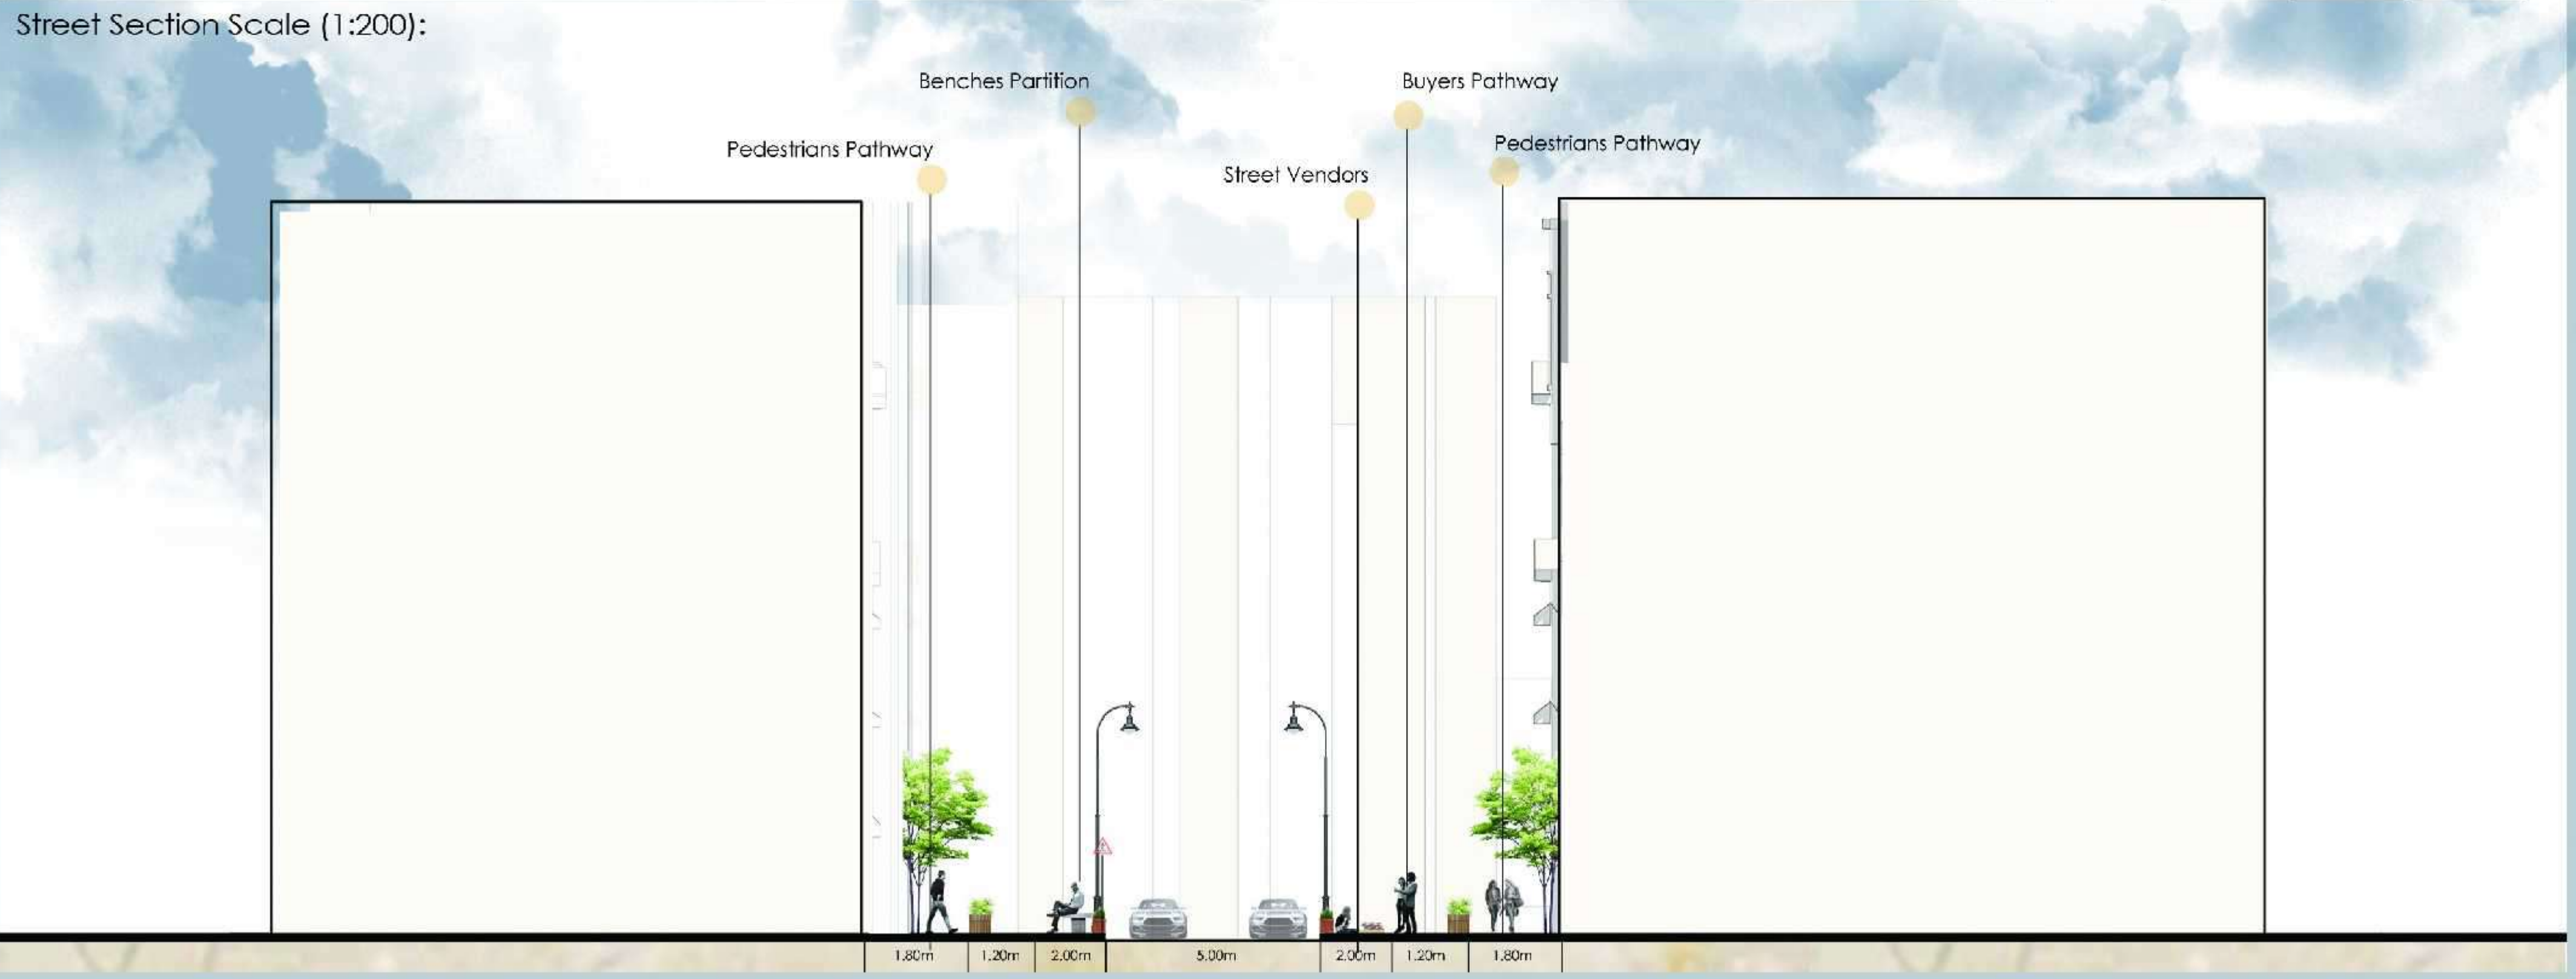 Street Section Scale (1:200):
Benches Partition
Buyers Pathway
Pedestrians Pathway
Pedestrians Pathway
Street Vendors
1.80m
1.20m
2.00m
5.00m
2.00m
1.20m
1.80m